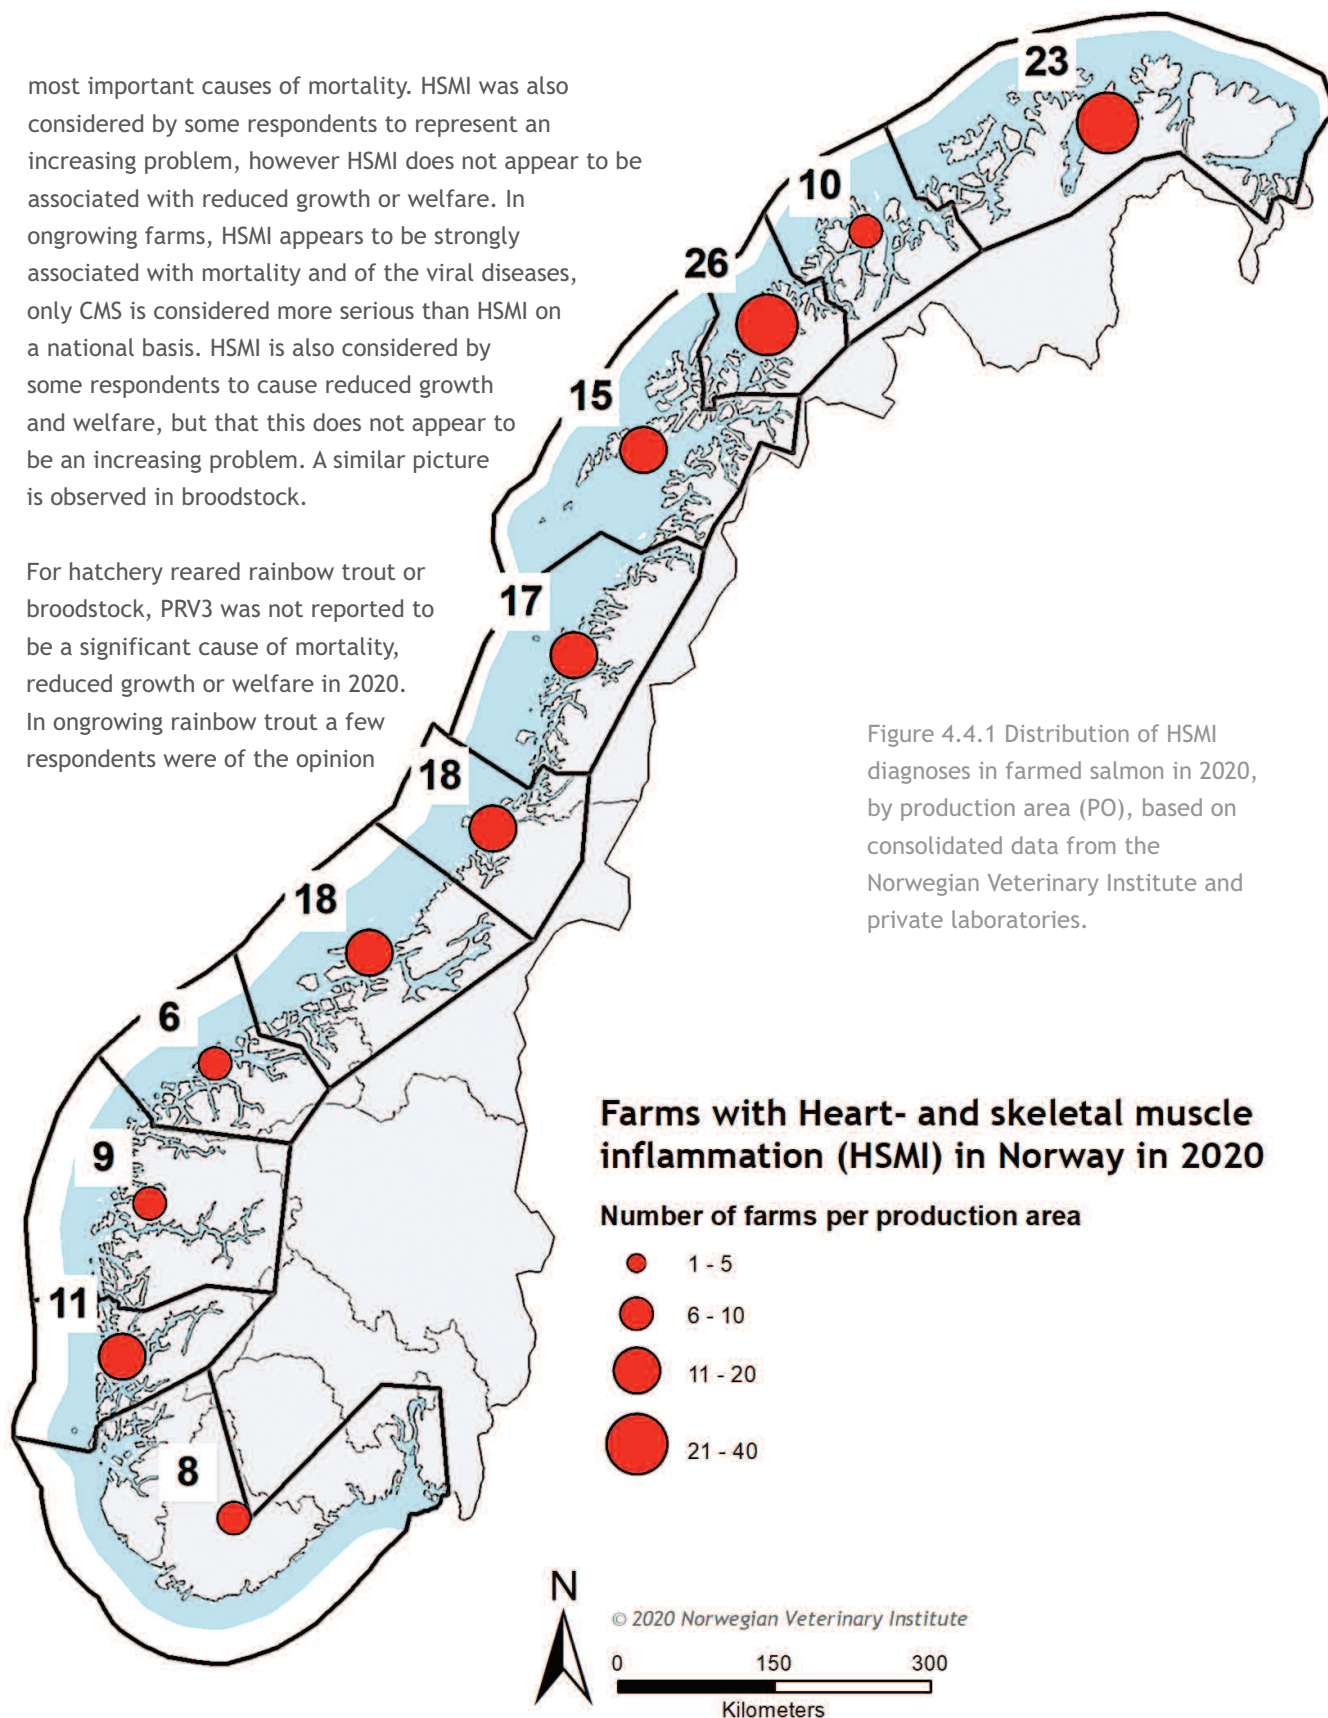 most important causes of mortality. HSMI was also
considered by some respondents to represent an
increasing problem, however HSMI does not appear to be
associated with reduced growth or welfare. In
ongrowing farms, HSMI appears to be strongly
associated with mortality and of the viral diseases,
only CMS is considered more serious than HSMI on
a national basis. HSMI is also considered by
some respondents to cause reduced growth
and welfare, but that this does not appear to
be an increasing problem. A similar picture
is observed in broodstock.
For hatchery reared rainbow trout or
broodstock, PRV3 was not reported to
be a significant cause of mortality,
reduced growth or welfare in 2020.
In ongrowing rainbow trout a few
respondents were of the opinion
23
10
26
15
17
18
18
6
9
11
8
Figure 4.4.1 Distribution of HSMI
diagnoses in farmed salmon in 2020,
by production area (PO), based on
consolidated data from the
Norwegian Veterinary Institute and
private laboratories.
Farms with Heart- and skeletal muscle
inflammation (HSMI) in Norway in 2020
Number of farms per production area
1 - 5
6 - 10
11 - 20
21 - 40
N
© 2020 Norwegian Veterinary Institute
0 150 300
Kilometers